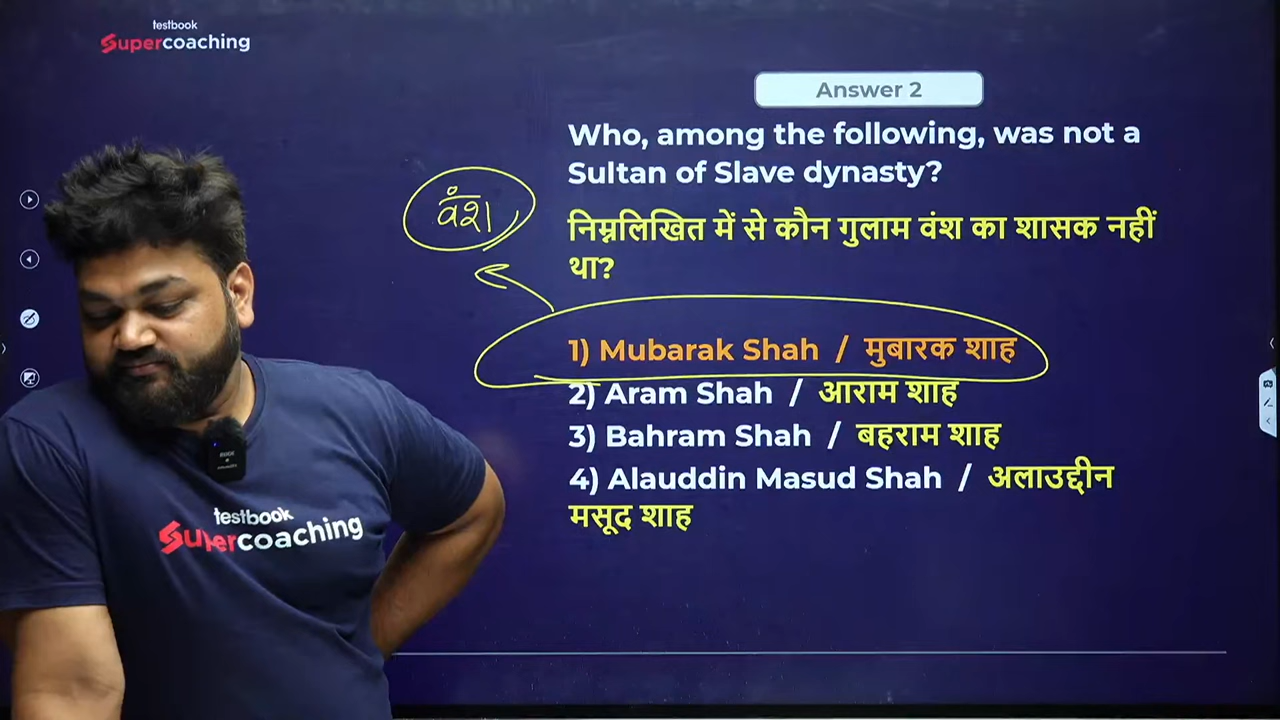 testbook
Supercoaching
Answer 2
Who, among the following, was not a
Sultan of Slave dynasty?
निम्नलिखित में से कौन गुलाम वंश का शासक नहीं
था?
वंश
1) Mubarak Shah / मुबारक शाह
2) Aram Shah / आराम शाह
3) Bahram Shah / बहराम शाह
4) Alauddin Masud Shah / अलाउद्दीन
मसूद शाह
testbook
Supercoaching